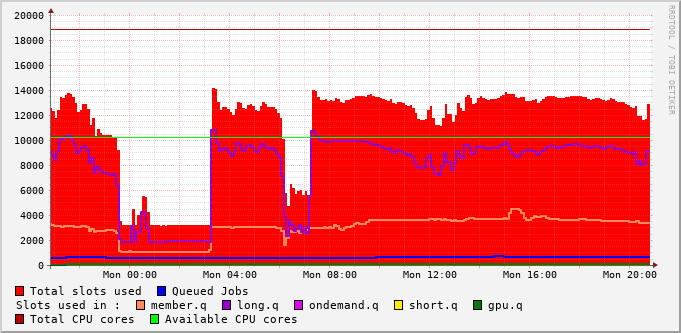 20000
18000
16000
14000
12000
10000
8000
6000
4000
2000
0
Mon 00:00 Mon 04:00 Mon 08:00 Mon 12:00 Mon 16:00 Mon 20:00
Total slots used Queued Jobs
Slots used in : member.q long.q ondemand.q short.q gpu.q
Total CPU cores Available CPU cores
RRDTOOL / TOBI OETIKER